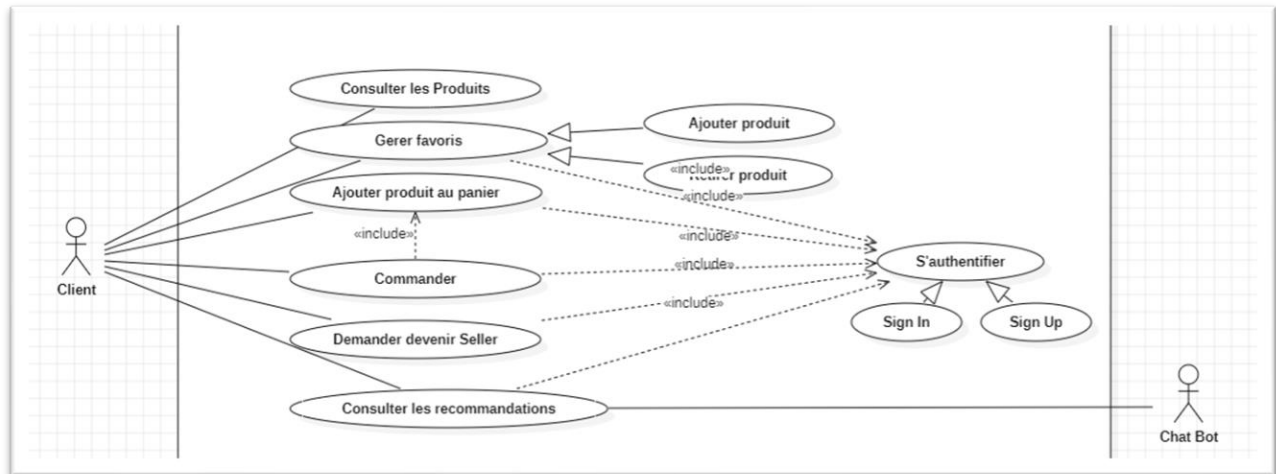 Consulter les Produits
Gerer favoris
Ajouter produit
produit
«include»
«include»
Ajouter produit au panier
«include»
«include»
«include»
«include»
Commander
S'authentifier
Sign In
Sign Up
Demander devenir Seller
Consulter les recommandations
Client
Chat Bot